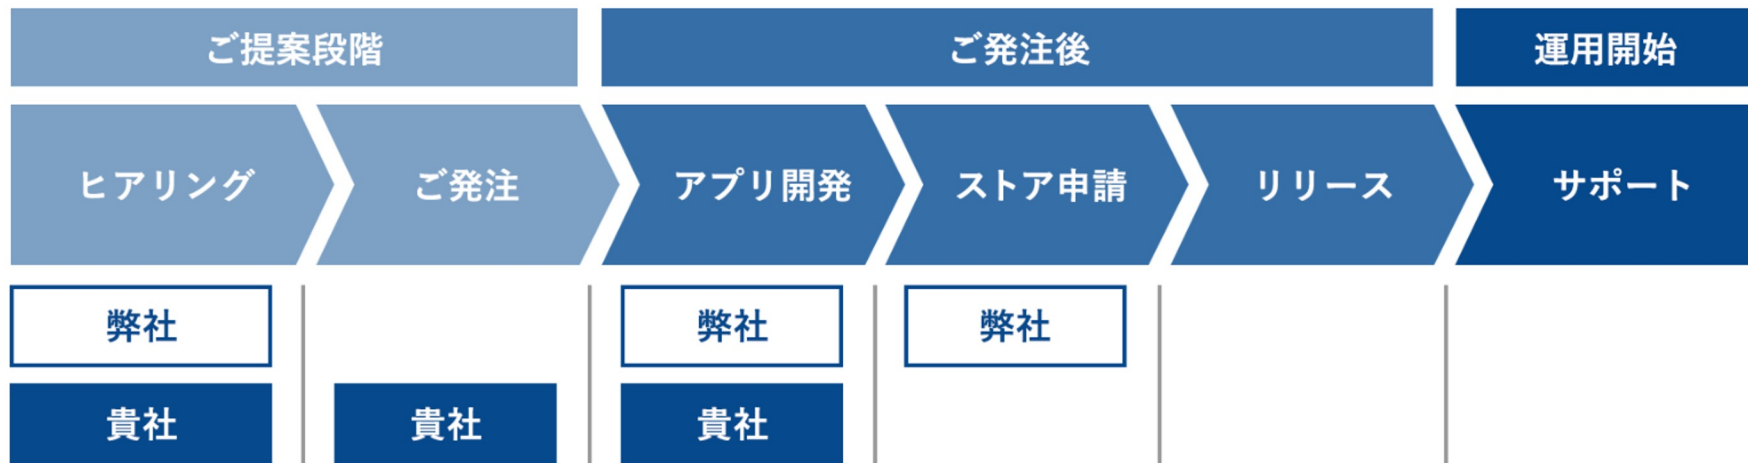 ご提案段階
ご発注後
運用開始
ヒアリング
ご発注
アプリ開発
ストア申請
リリース
サポート
弊社
弊社
弊社
貴社
貴社
貴社